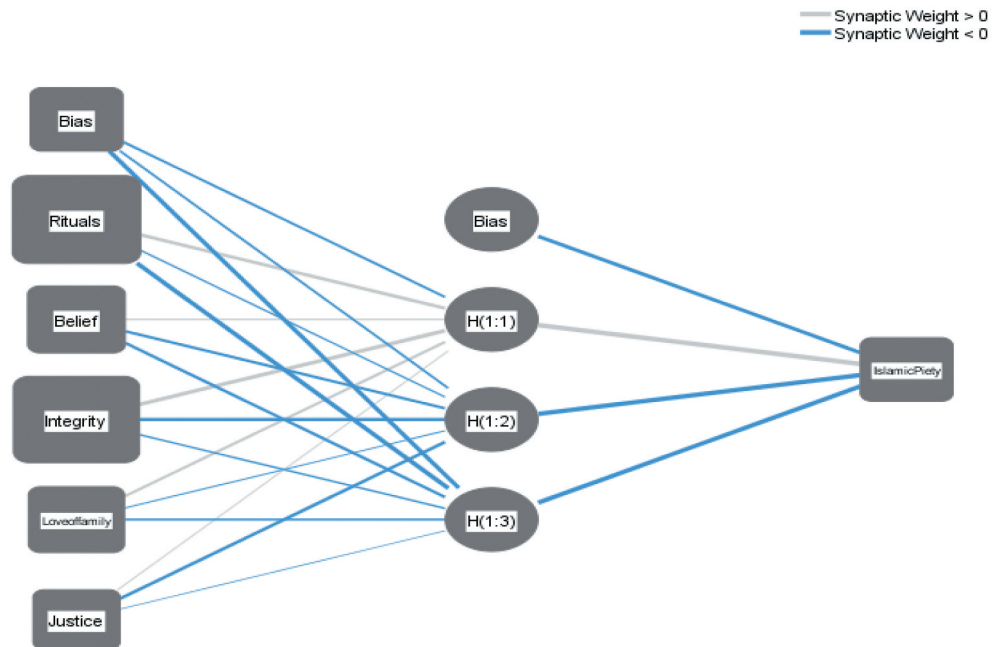 Synaptic Weight > 0
Synaptic Weight < 0
Bias
Rituals
Belief
Integrity
Loveoffamily
Justice
Bias
H(1:1)
H(1:2)
H(1:3)
IslamicPiety